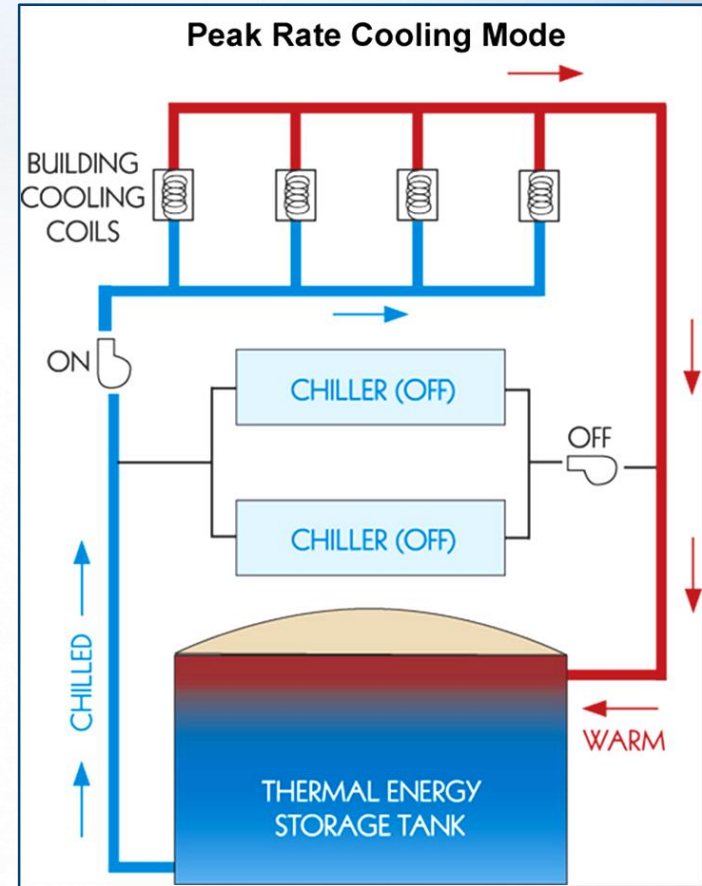 Peak Rate Cooling Mode
BUILDING
COOLING
COILS
ON
CHILLER (OFF)
OFF
CHILLER (OFF)
CHILLED
WARM
THERMAL ENERGY
STORAGE TANK